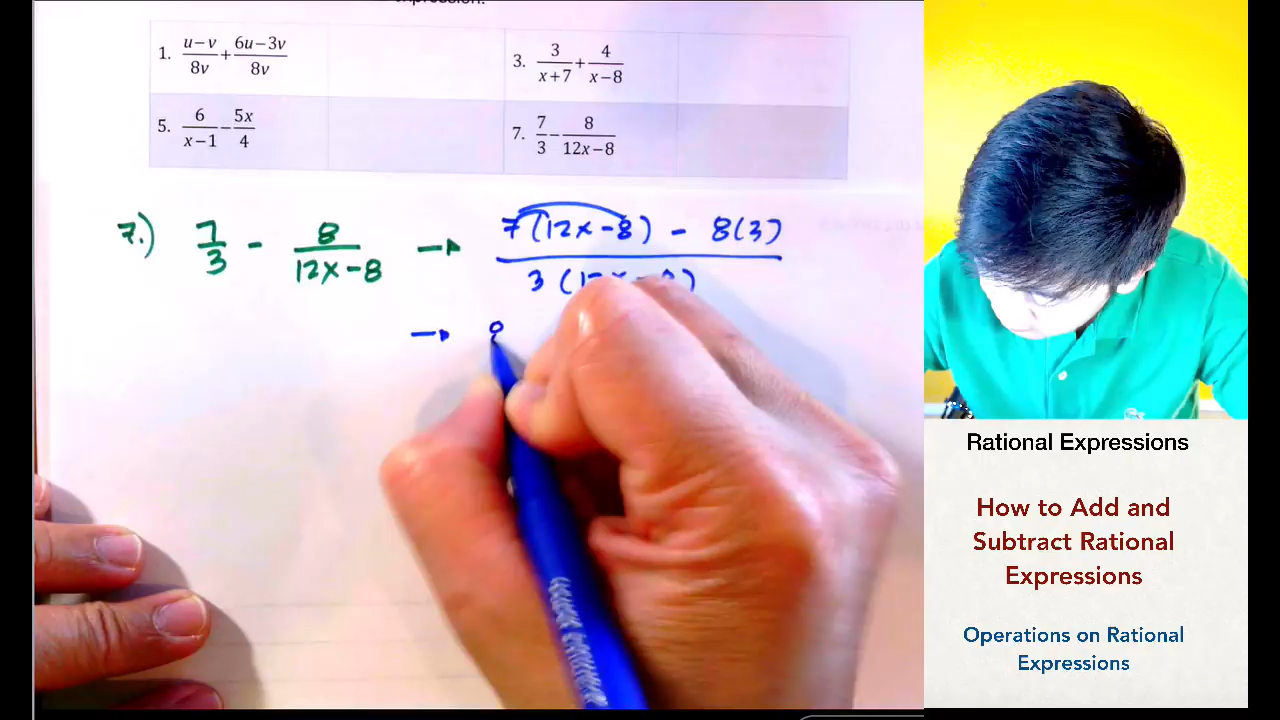 1. u−v/8v + 6u−3v/8v
3. 3/x+7 + 4/x−8
5. 6/x−1 − 5x/4
7. 7/3 − 8/12x−8
7.) 7/3 − 8/12x−8 → 7(12x−8) − 8(3)
3(
→ 8
Rational Expressions
How to Add and
Subtract Rational
Expressions
Operations on Rational
Expressions